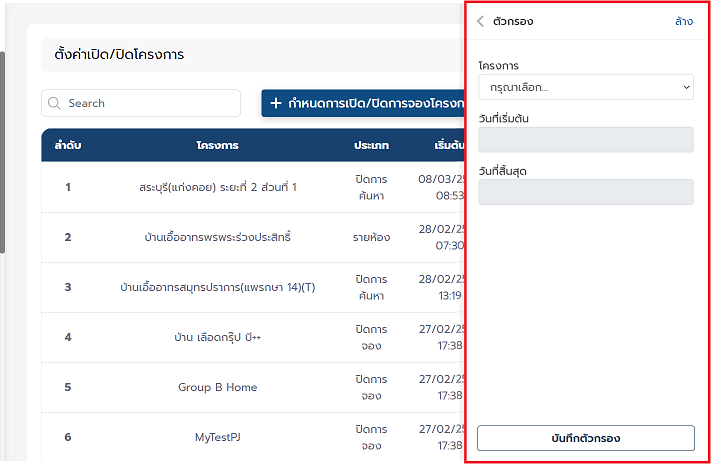 ตั้งค่าเปิด/ปิดโครงการ
Search
+ กำหนดการเปิด/ปิดการจองโครง
ลำดับ โครงการ ประเภท เริ่มต้น
1 สระบุรี(แก่งคอย) ระยะที่ 2 ส่วนที่ 1 ปิดการค้นหา 08/03/2 08:53
2 บ้านเอื้ออาทรพรพระร่วงประสิทธิ์ รายห้อง 28/02/2 07:30
3 บ้านเอื้ออาทรสมุทรปราการ(แพรกษา 14)(T) ปิดการค้นหา 28/02/2 13:19
4 บ้าน เลือดกรุ๊ป บี++ ปิดการจอง 27/02/2 17:38
5 Group B Home ปิดการจอง 27/02/2 17:38
6 MyTestPJ ปิดการจอง 27/02/2 17:38
ตัวกรอง ล้าง
โครงการ
กรุณาเลือก...
วันที่เริ่มต้น
วันที่สิ้นสุด
บันทึกตัวกรอง